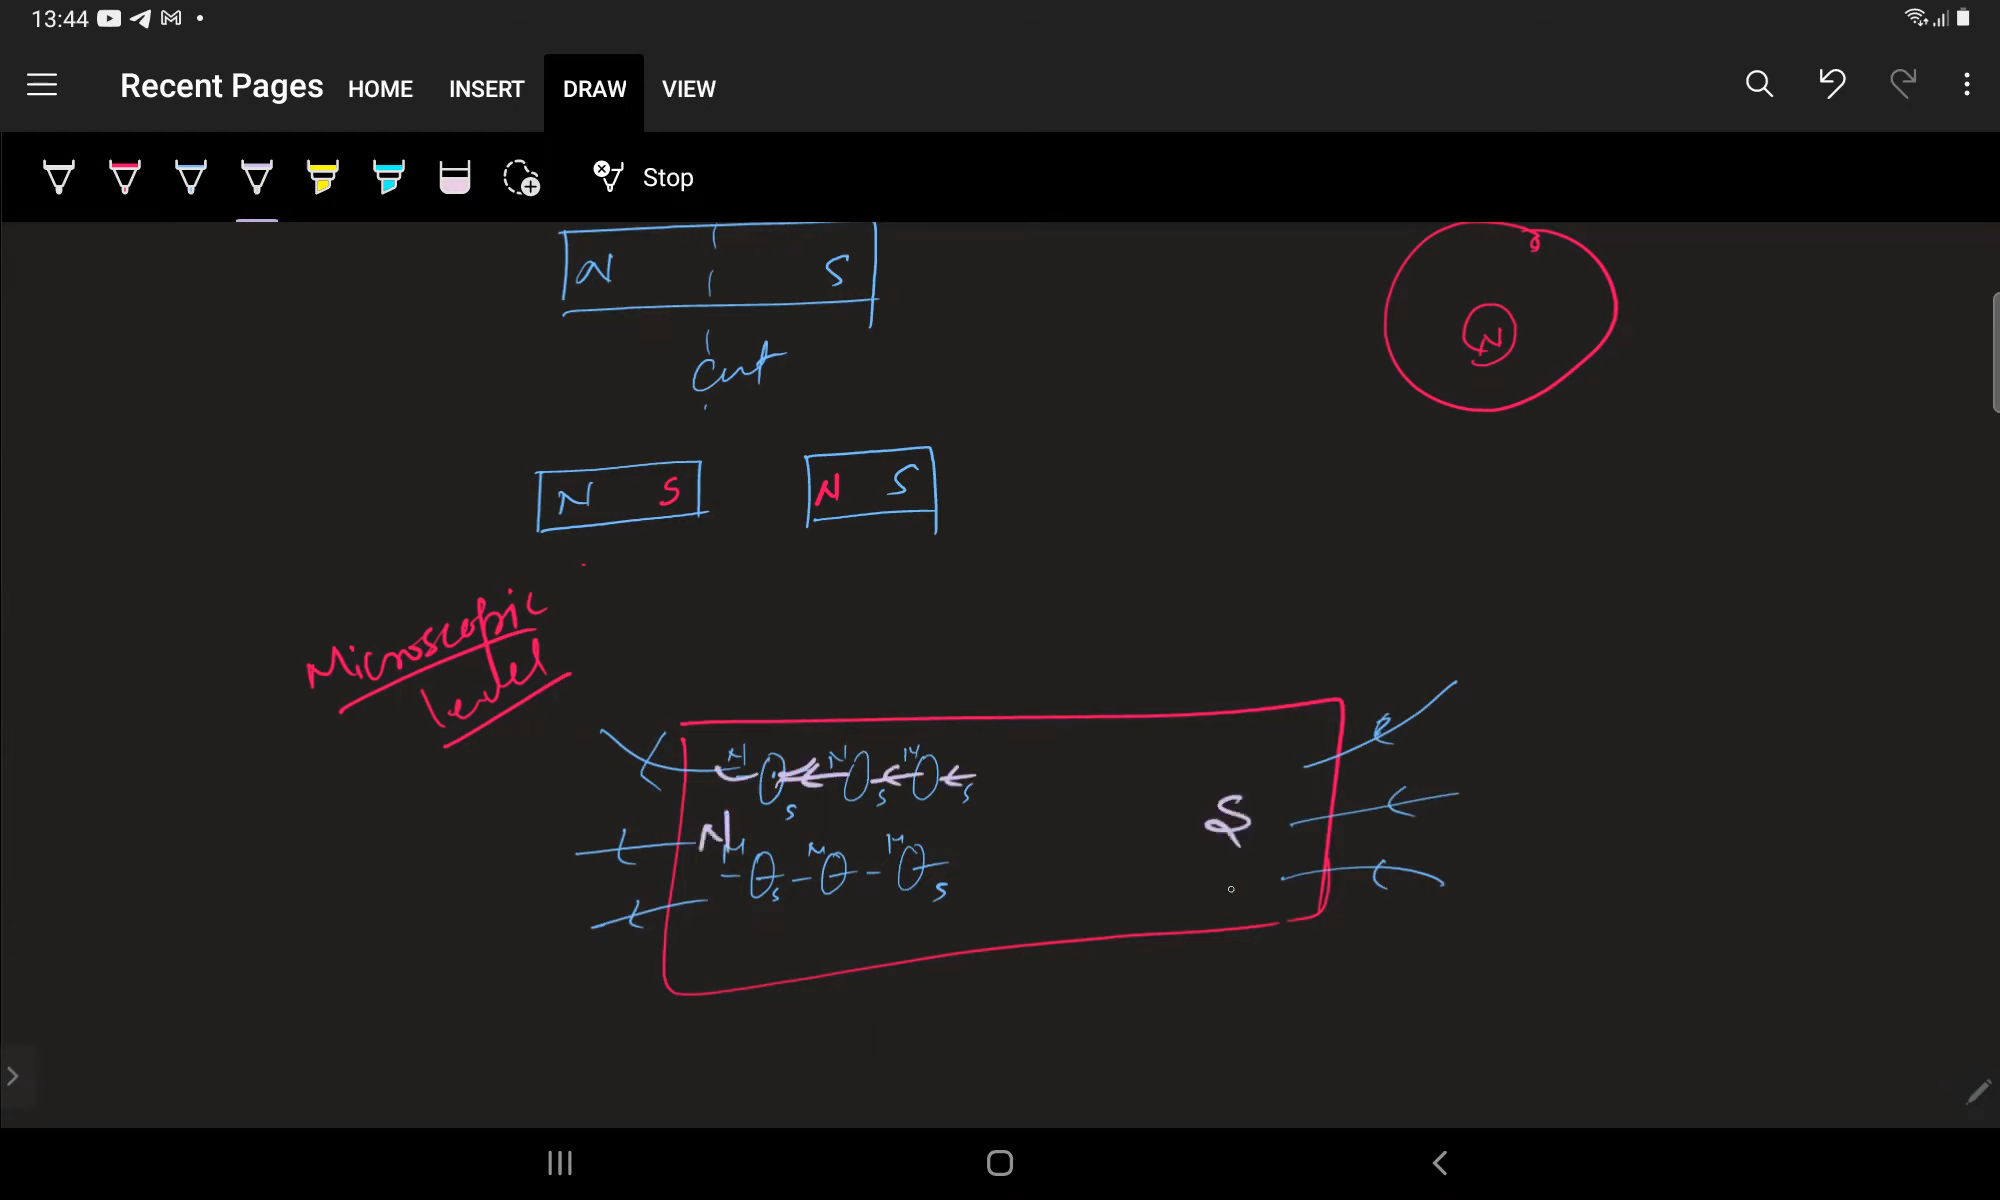 13:44
Recent Pages HOME INSERT DRAW VIEW
Stop
N S
Cut
N
N S N S
Microscopic
level
N N N
S S S
N S
N N N
S S